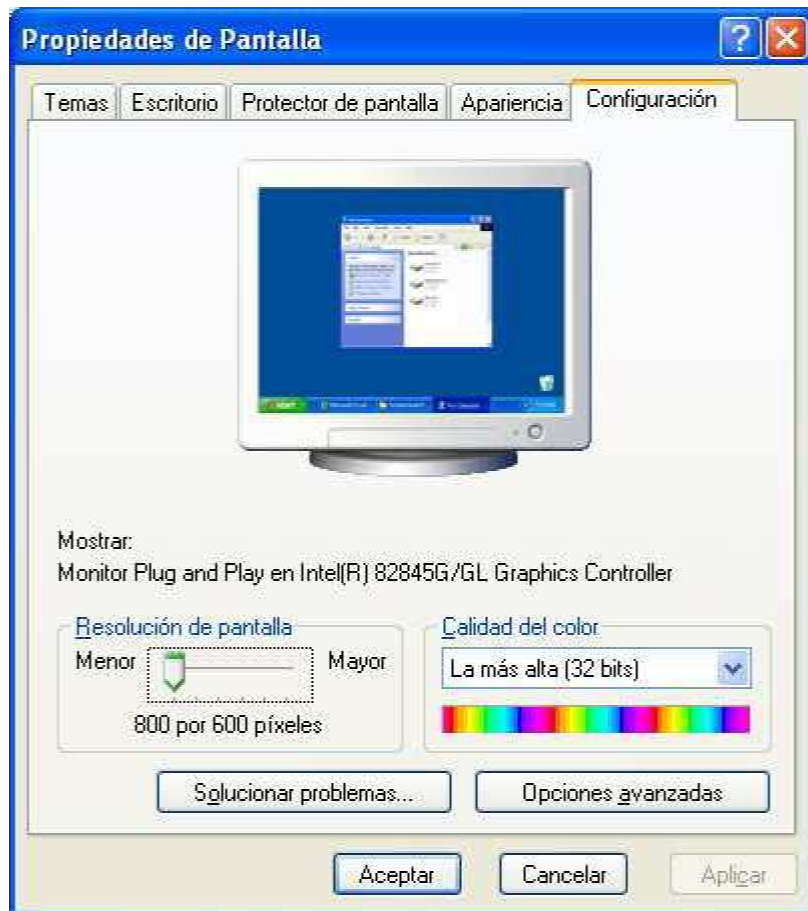 Propiedades de Pantalla
Temas Escritorio Protector de pantalla Apariencia Configuración
Mostrar:
Monitor Plug and Play en Intel(R) 82845G/GL Graphics Controller
Resolución de pantalla
Menor Mayor
800 por 600 píxeles
Calidad del color
La más alta (32 bits)
Solucionar problemas... Opciones avanzadas
Aceptar Cancelar Aplicar